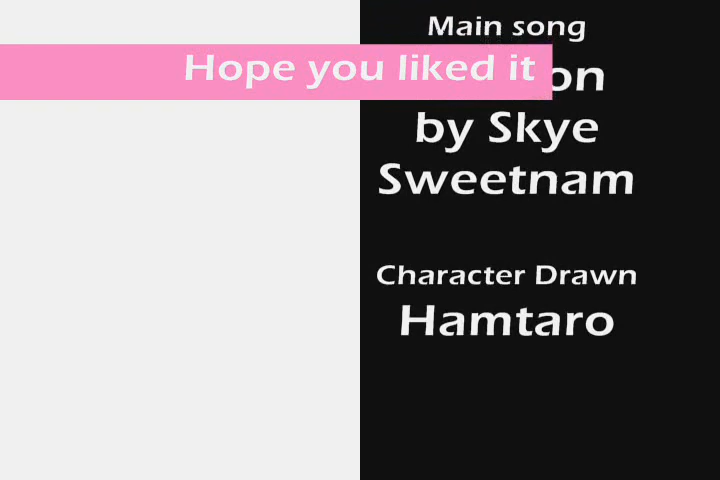 Main song
Hope you liked it
by Skye
Sweetnam
Character Drawn
Hamtaro